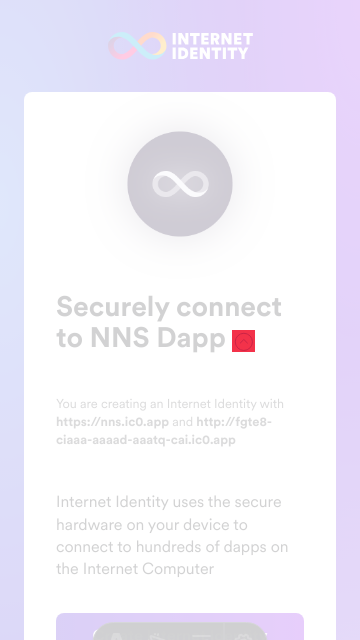 INTERNET
IDENTITY
Securely connect
to NNS Dapp
You are creating an Internet Identity with
https://nns.ic0.app and http://fgte8-
ciaaa-aaaad-aaatq-cai.ic0.app
Internet Identity uses the secure
hardware on your device to
connect to hundreds of dapps on
the Internet Computer